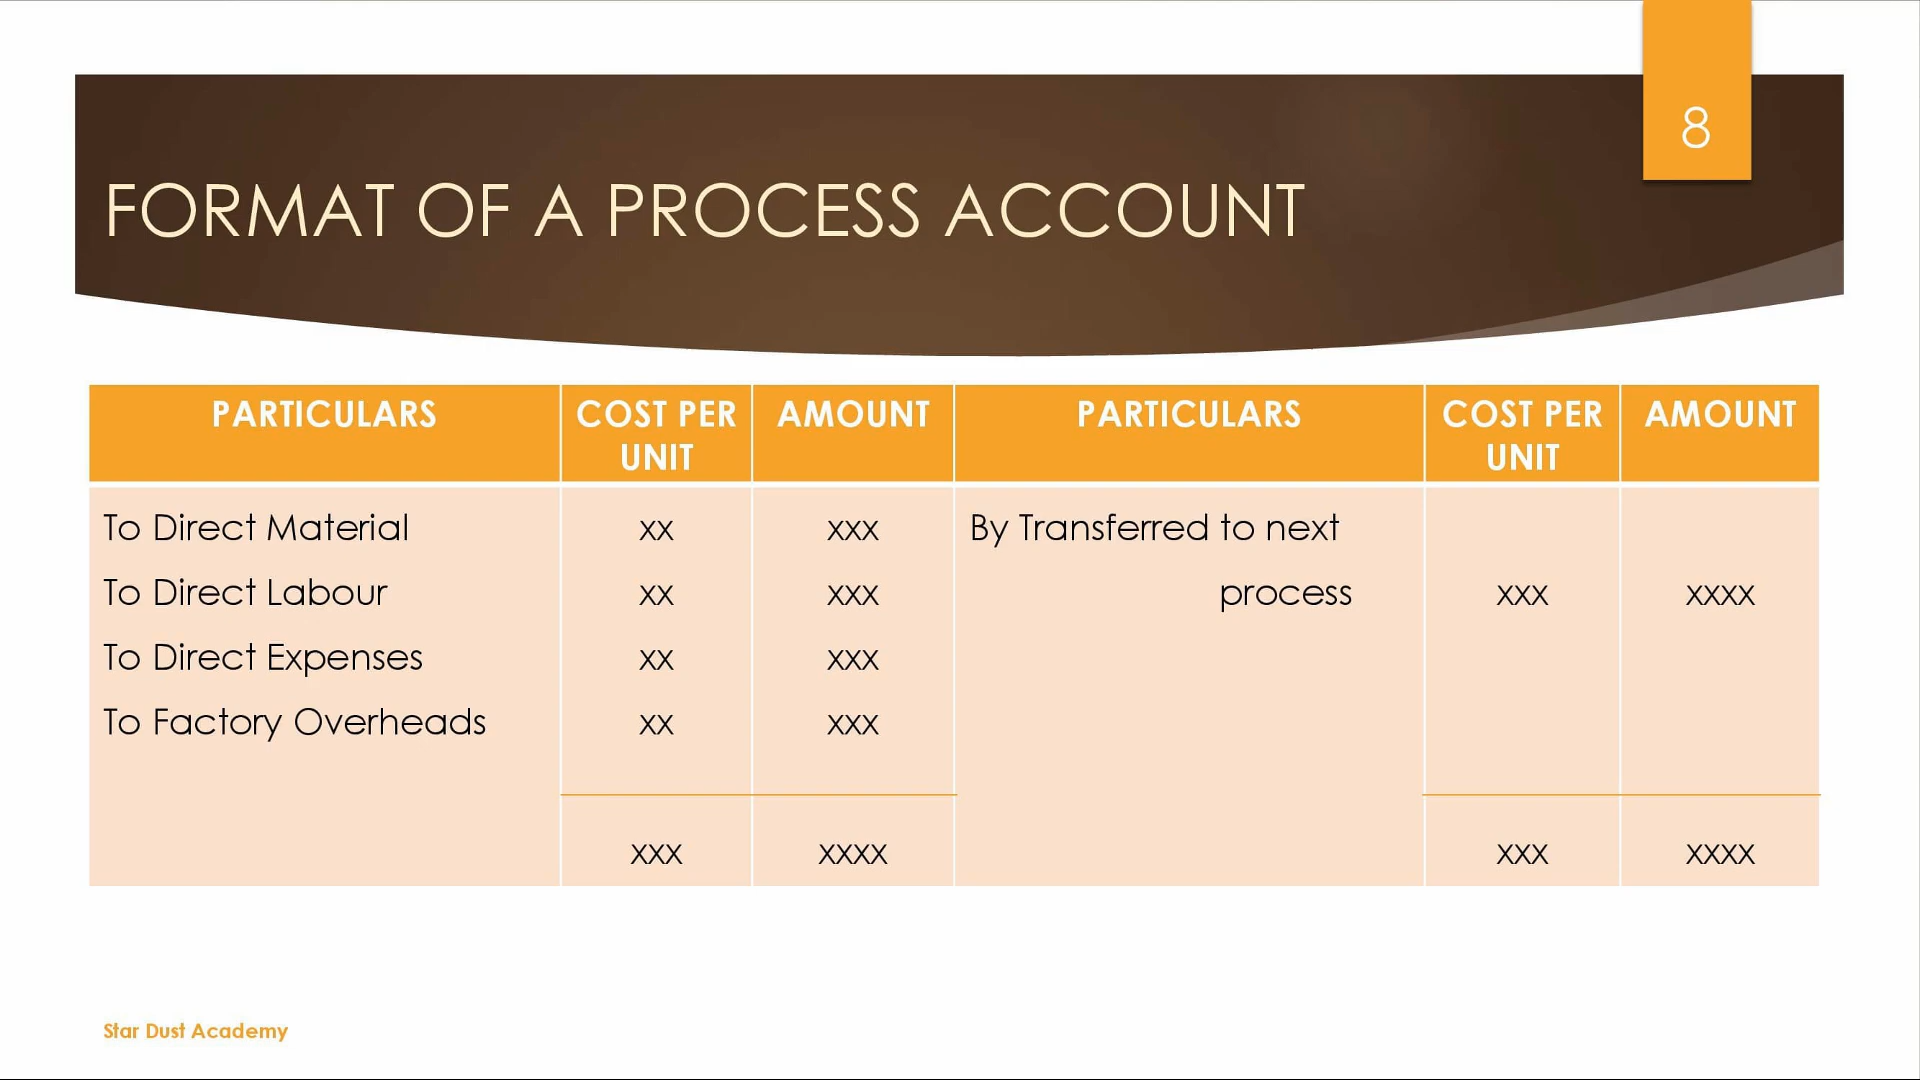 8
FORMAT OF A PROCESS ACCOUNT
PARTICULARS COST PER UNIT AMOUNT PARTICULARS COST PER UNIT AMOUNT
To Direct Material xx xxx By Transferred to next
To Direct Labour xx xxx process xxx xxxx
To Direct Expenses xx xxx
To Factory Overheads xx xxx
xxx xxxx xxx xxxx
Star Dust Academy